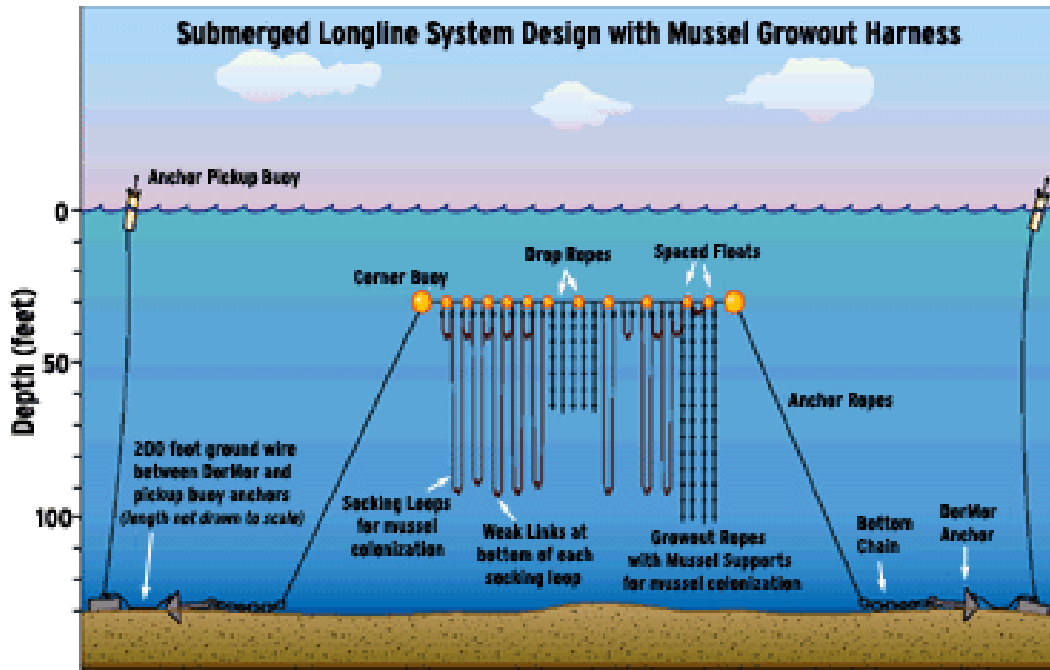 Submerged Longline System Design with Mussel Growout Harness
Anchor Pickup Buoy
0
Drop Ropes
Spaced Floats
Corner Buoy
Depth (feet)
50
Anchor Ropes
200 foot ground wire
between DorMor and
pickup buoy anchors
(length not drawn to scale)
100
Socking Loops
for mussel
colonization
Weak Links at
bottom of each
socking loop
Growout Ropes
with Mussel Supports
for mussel colonization
Bottom
Chain
DorMor
Anchor